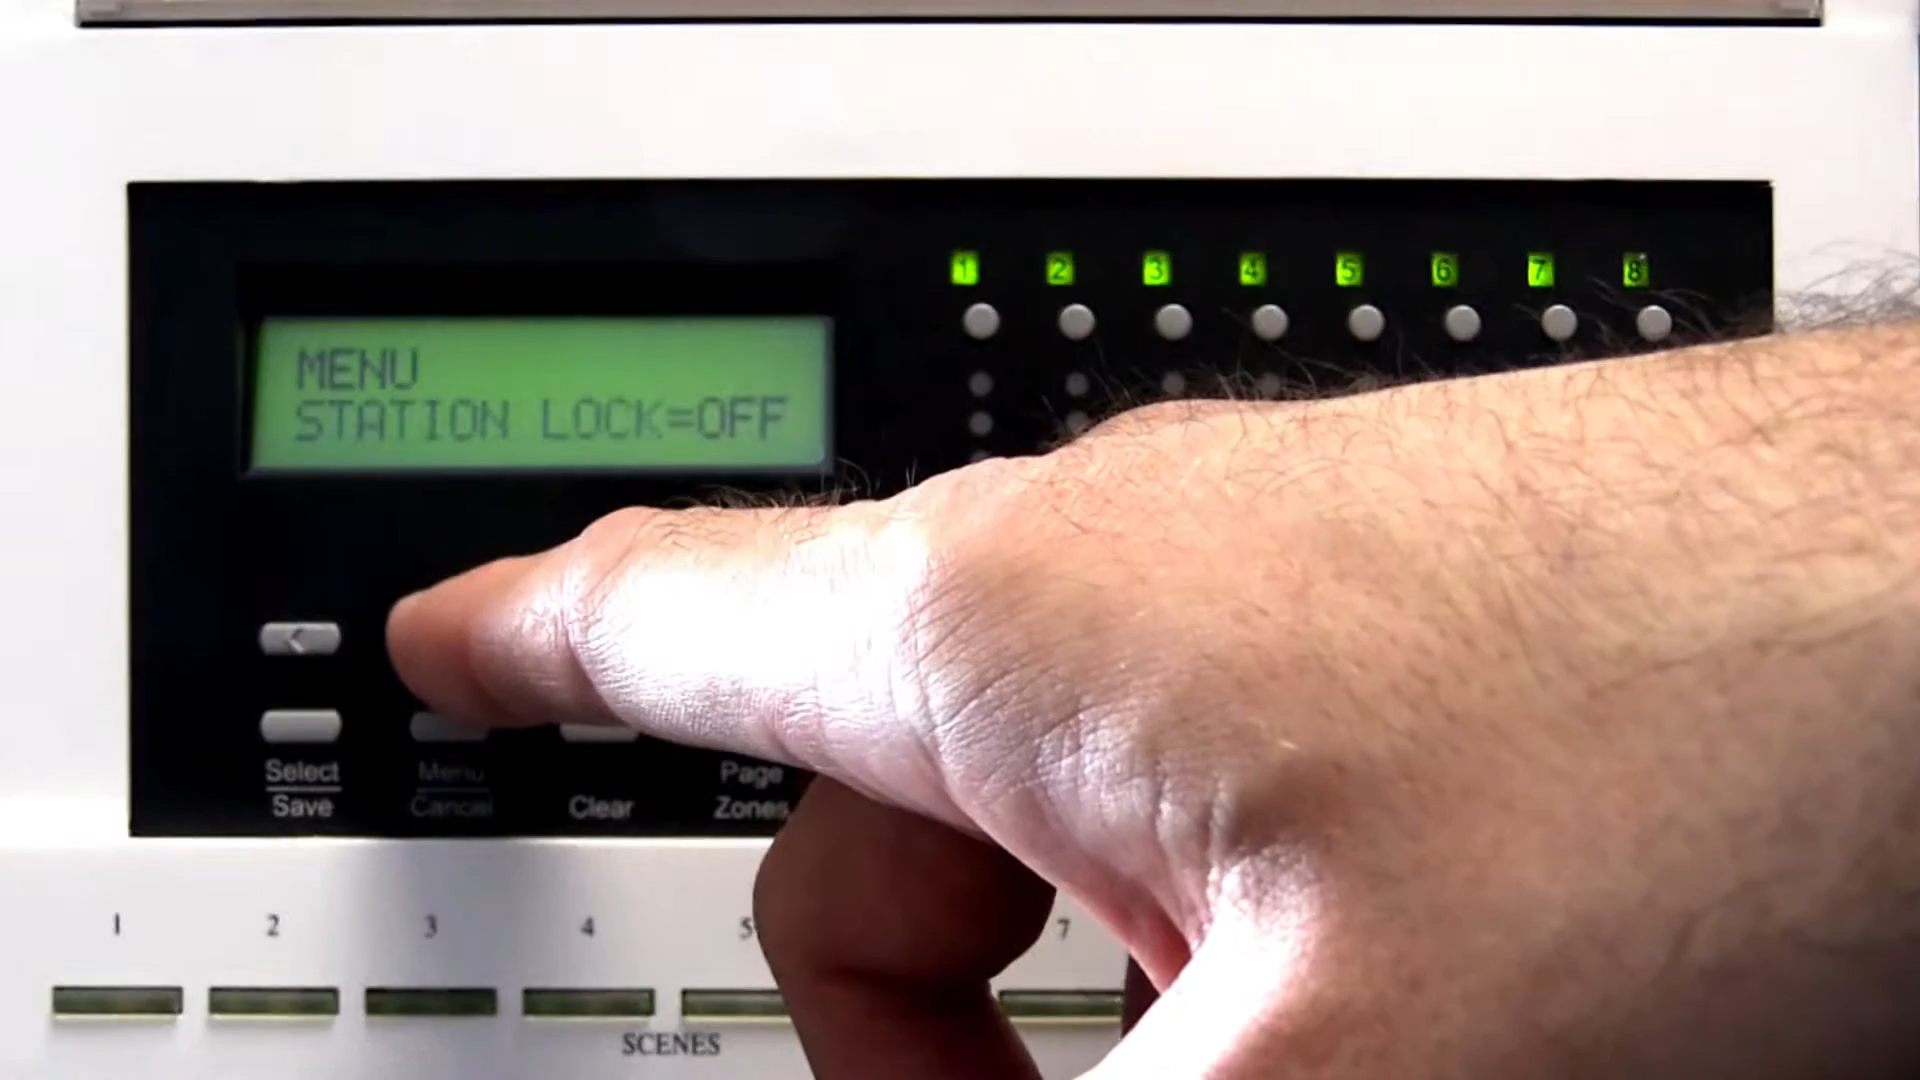 MENU
STATION LOCK=OFF
1 2 3 4 5 6 7 8
<
Select Menu Page
Save Cancel Clear Zones
1 2 3 4 5 7
SCENES